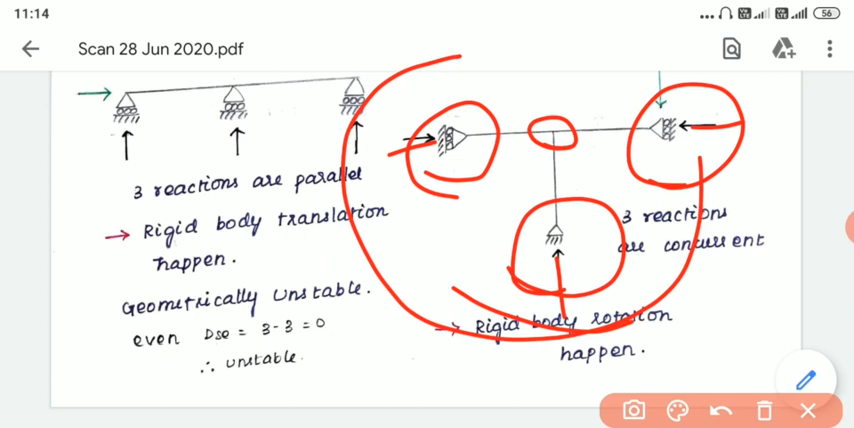 11:14
56
Scan 28 Jun 2020.pdf
3 reactions are parallel
→ Rigid body translation
happen.
Geometrically Unstable.
even Dse = 3-3=0
∴ unstable.
3 reactions
are concurrent
→ Rigid body rotation
happen.